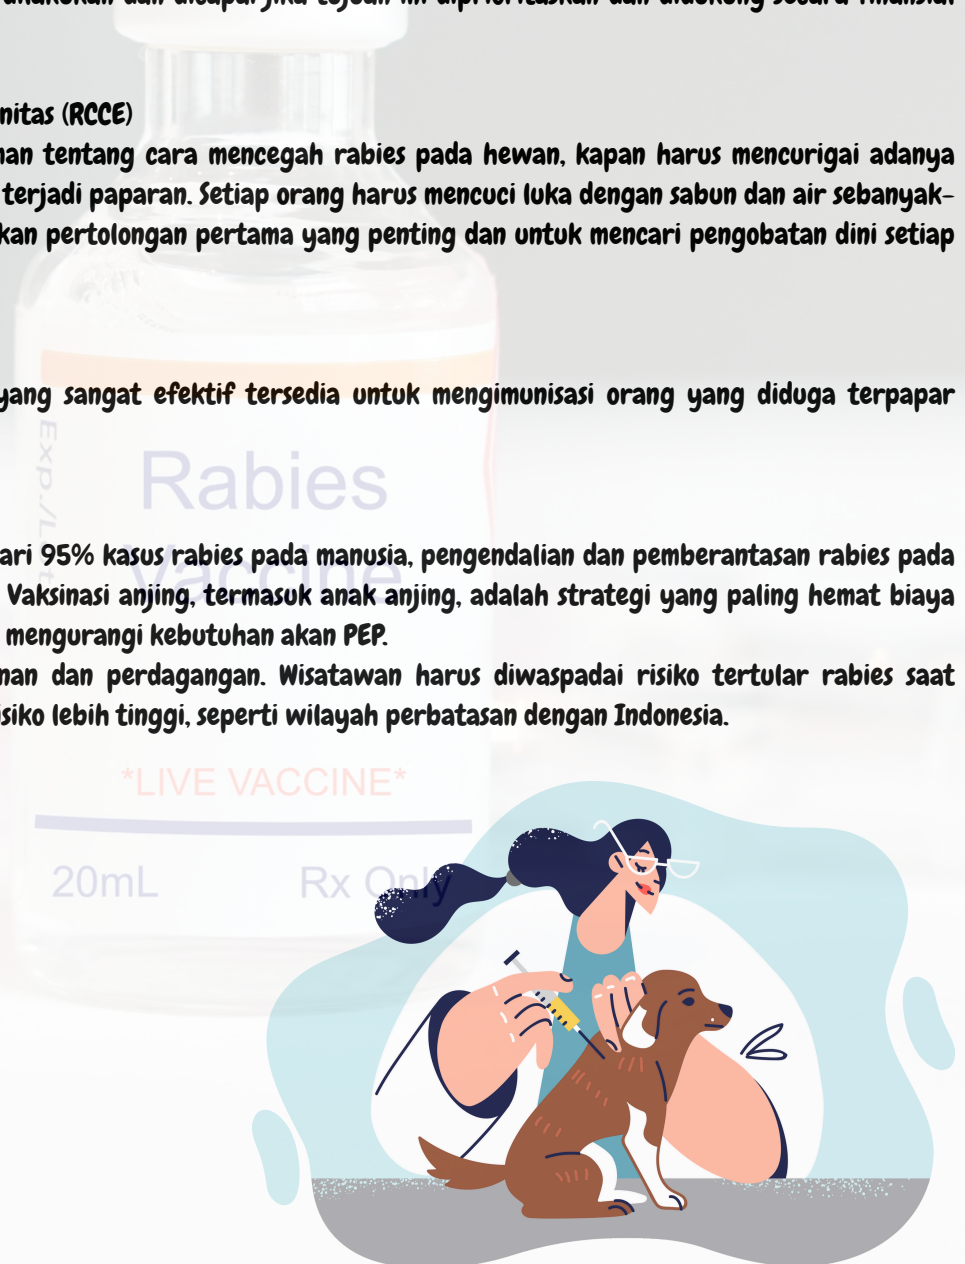 nitas (RCCE)
tentang cara mencegah rabies pada hewan, kapan harus mencurigai adanya
terjadi paparan. Setiap orang harus mencuci luka dengan sabun dan air sebanyak-
kan pertolongan pertama yang penting dan untuk mencari pengobatan dini setiap
yang sangat efektif tersedia untuk mengimunisasi orang yang diduga terpapar
Exp./
Rabies
ari 95% kasus rabies pada manusia, pengendalian dan pemberantasan rabies pada
Vaccine
Vaksinasi anjing, termasuk anak anjing, adalah strategi yang paling hemat biaya
mengurangi kebutuhan akan PEP.
nan dan perdagangan. Wisatawan harus diwaspadai risiko tertular rabies saat
isiko lebih tinggi, seperti wilayah perbatasan dengan Indonesia.
*LIVE VACCINE*
20mL Rx Only